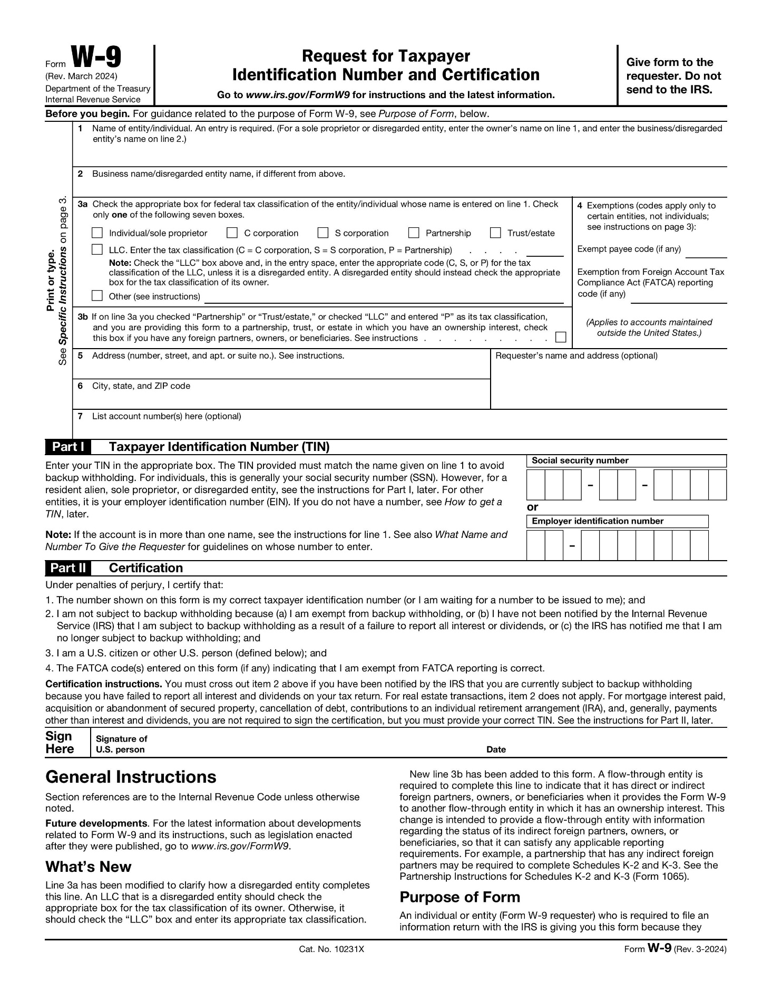 Form W-9
(Rev. March 2024)
Department of the Treasury
Internal Revenue Service
Request for Taxpayer
Identification Number and Certification
Go to www.irs.gov/FormW9 for instructions and the latest information.
Give form to the
requester. Do not
send to the IRS.
Before you begin. For guidance related to the purpose of Form W-9, see Purpose of Form, below.
Print or type.
See Specific Instructions on page 3.
1 Name of entity/individual. An entry is required. (For a sole proprietor or disregarded entity, enter the owner’s name on line 1, and enter the business/disregarded
entity’s name on line 2.)
2 Business name/disregarded entity name, if different from above.
3a Check the appropriate box for federal tax classification of the entity/individual whose name is entered on line 1. Check
only one of the following seven boxes.
Individual/sole proprietor C corporation S corporation Partnership Trust/estate
LLC. Enter the tax classification (C = C corporation, S = S corporation, P = Partnership) . . . .
Note: Check the “LLC” box above and, in the entry space, enter the appropriate code (C, S, or P) for the tax
classification of the LLC, unless it is a disregarded entity. A disregarded entity should instead check the appropriate
box for the tax classification of its owner.
Other (see instructions)
3b If on line 3a you checked “Partnership” or “Trust/estate,” or checked “LLC” and entered “P” as its tax classification,
and you are providing this form to a partnership, trust, or estate in which you have an ownership interest, check
this box if you have any foreign partners, owners, or beneficiaries. See instructions . . . . . . . . .
4 Exemptions (codes apply only to
certain entities, not individuals;
see instructions on page 3):
Exempt payee code (if any)
Exemption from Foreign Account Tax
Compliance Act (FATCA) reporting
code (if any)
(Applies to accounts maintained
outside the United States.)
5 Address (number, street, and apt. or suite no.). See instructions.
Requester’s name and address (optional)
6 City, state, and ZIP code
7 List account number(s) here (optional)
Part I Taxpayer Identification Number (TIN)
Enter your TIN in the appropriate box. The TIN provided must match the name given on line 1 to avoid
backup withholding. For individuals, this is generally your social security number (SSN). However, for a
resident alien, sole proprietor, or disregarded entity, see the instructions for Part I, later. For other
entities, it is your employer identification number (EIN). If you do not have a number, see How to get a
TIN, later.
Note: If the account is in more than one name, see the instructions for line 1. See also What Name and
Number To Give the Requester for guidelines on whose number to enter.
Social security number
– –
or
Employer identification number
–
Part II Certification
Under penalties of perjury, I certify that:
1. The number shown on this form is my correct taxpayer identification number (or I am waiting for a number to be issued to me); and
2. I am not subject to backup withholding because (a) I am exempt from backup withholding, or (b) I have not been notified by the Internal Revenue
Service (IRS) that I am subject to backup withholding as a result of a failure to report all interest or dividends, or (c) the IRS has notified me that I am
no longer subject to backup withholding; and
3. I am a U.S. citizen or other U.S. person (defined below); and
4. The FATCA code(s) entered on this form (if any) indicating that I am exempt from FATCA reporting is correct.
Certification instructions. You must cross out item 2 above if you have been notified by the IRS that you are currently subject to backup withholding
because you have failed to report all interest and dividends on your tax return. For real estate transactions, item 2 does not apply. For mortgage interest paid,
acquisition or abandonment of secured property, cancellation of debt, contributions to an individual retirement arrangement (IRA), and, generally, payments
other than interest and dividends, you are not required to sign the certification, but you must provide your correct TIN. See the instructions for Part II, later.
Sign
Here
Signature of
U.S. person
Date
General Instructions
Section references are to the Internal Revenue Code unless otherwise
noted.
Future developments. For the latest information about developments
related to Form W-9 and its instructions, such as legislation enacted
after they were published, go to www.irs.gov/FormW9.
What’s New
Line 3a has been modified to clarify how a disregarded entity completes
this line. An LLC that is a disregarded entity should check the
appropriate box for the tax classification of its owner. Otherwise, it
should check the “LLC” box and enter its appropriate tax classification.
New line 3b has been added to this form. A flow-through entity is
required to complete this line to indicate that it has direct or indirect
foreign partners, owners, or beneficiaries when it provides the Form W-9
to another flow-through entity in which it has an ownership interest. This
change is intended to provide a flow-through entity with information
regarding the status of its indirect foreign partners, owners, or
beneficiaries, so that it can satisfy any applicable reporting
requirements. For example, a partnership that has any indirect foreign
partners may be required to complete Schedules K-2 and K-3. See the
Partnership Instructions for Schedules K-2 and K-3 (Form 1065).
Purpose of Form
An individual or entity (Form W-9 requester) who is required to file an
information return with the IRS is giving you this form because they
Cat. No. 10231X
Form W-9 (Rev. 3-2024)